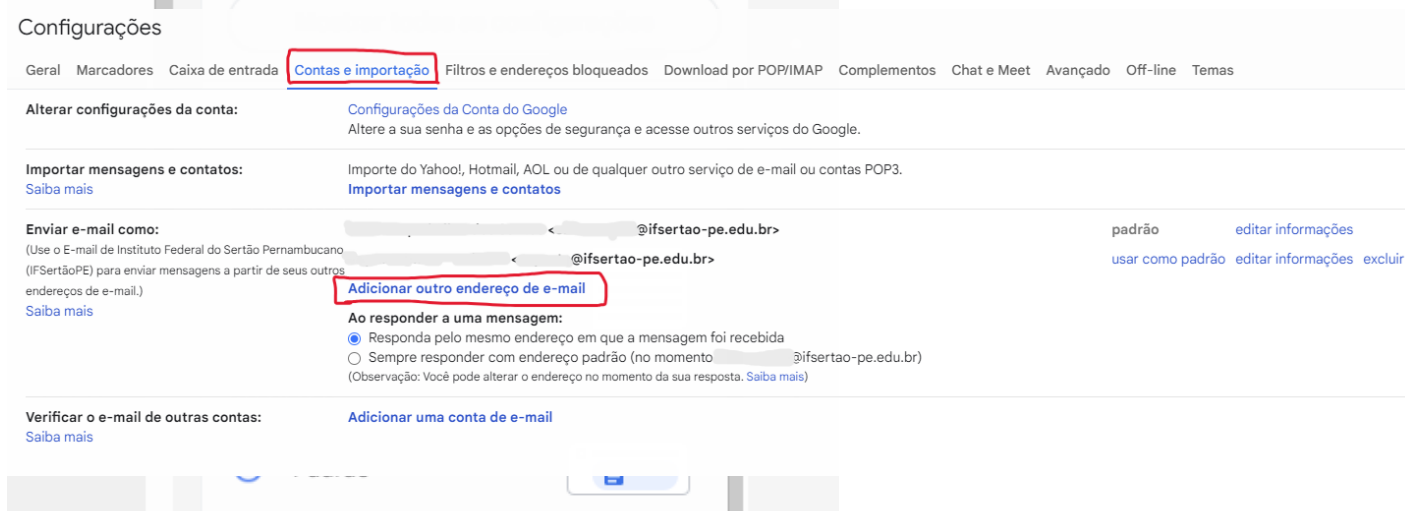 Configurações
Geral Marcadores Caixa de entrada Contas e importação Filtros e endereços bloqueados Download por POP/IMAP Complementos Chat e Meet Avançado Off-line Temas
Alterar configurações da conta: Configurações da Conta do Google
Altere a sua senha e as opções de segurança e acesse outros serviços do Google.
Importar mensagens e contatos: Importe do Yahoo!, Hotmail, AOL ou de qualquer outro serviço de e-mail ou contas POP3.
Saiba mais Importar mensagens e contatos
Enviar e-mail como: < @ifsertao-pe.edu.br> padrão editar informações
(Use o E-mail de Instituto Federal do Sertão Pernambucano
(IFSertãoPE) para enviar mensagens a partir de seus outros
endereços de e-mail.)
Saiba mais
< @ifsertao-pe.edu.br> usar como padrão editar informações excluir
Adicionar outro endereço de e-mail
Ao responder a uma mensagem:
Responda pelo mesmo endereço em que a mensagem foi recebida
Sempre responder com endereço padrão (no momento @ifsertao-pe.edu.br)
(Observação: Você pode alterar o endereço no momento da sua resposta. Saiba mais)
Verificar o e-mail de outras contas: Adicionar uma conta de e-mail
Saiba mais